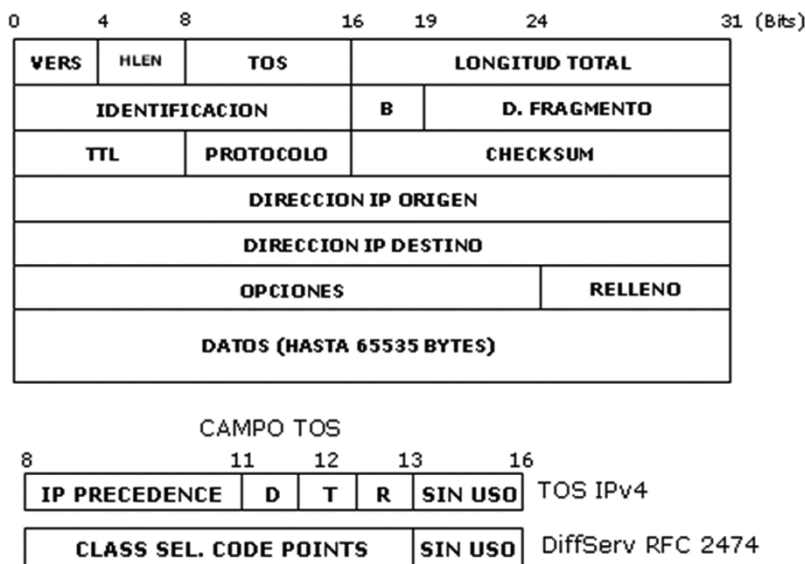 0 4 8 16 19 24 31 (Bits)
VERS HLEN TOS LONGITUD TOTAL
IDENTIFICACION B D. FRAGMENTO
TTL PROTOCOLO CHECKSUM
DIRECCION IP ORIGEN
DIRECCION IP DESTINO
OPCIONES RELLENO
DATOS (HASTA 65535 BYTES)
CAMPO TOS
8 11 12 13 16
IP PRECEDENCE D T R SIN USO TOS IPv4
CLASS SEL. CODE POINTS SIN USO DiffServ RFC 2474